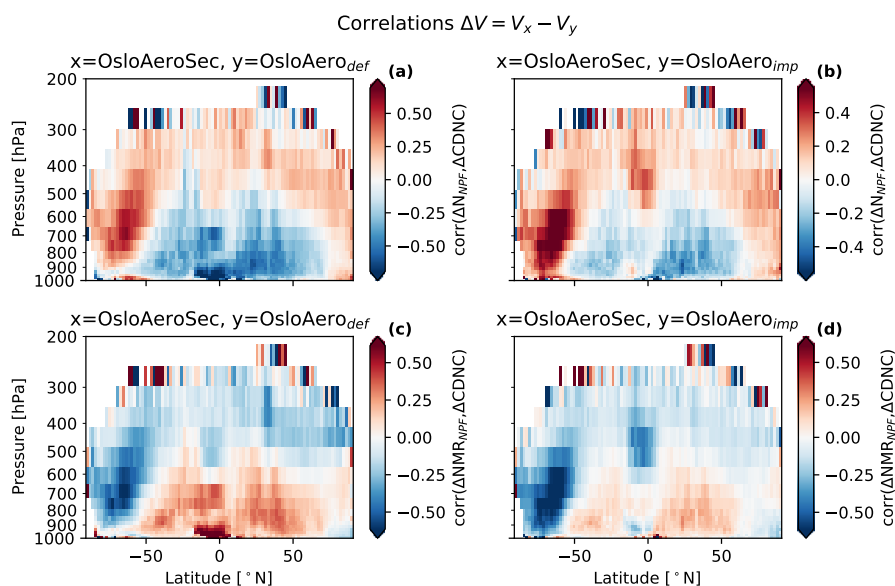 Correlations ΔV = Vₓ − Vᵧ
x=OsloAeroSec, y=OsloAero_def
(a)
x=OsloAeroSec, y=OsloAero_imp
(b)
Pressure [hPa]
200
300
400
500
600
700
800
900
1000
0.50
0.25
0.00
−0.25
−0.50
corr(ΔN_NPF,ΔCDNC)
0.4
0.2
0.0
−0.2
−0.4
corr(ΔN_NPF,ΔCDNC)
x=OsloAeroSec, y=OsloAero_def
(c)
x=OsloAeroSec, y=OsloAero_imp
(d)
Pressure [hPa]
200
300
400
500
600
700
800
900
1000
−50
0
50
Latitude [°N]
0.50
0.25
0.00
−0.25
−0.50
corr(ΔNMR_NPF,ΔCDNC)
−50
0
50
Latitude [°N]
0.50
0.25
0.00
−0.25
−0.50
corr(ΔNMR_NPF,ΔCDNC)